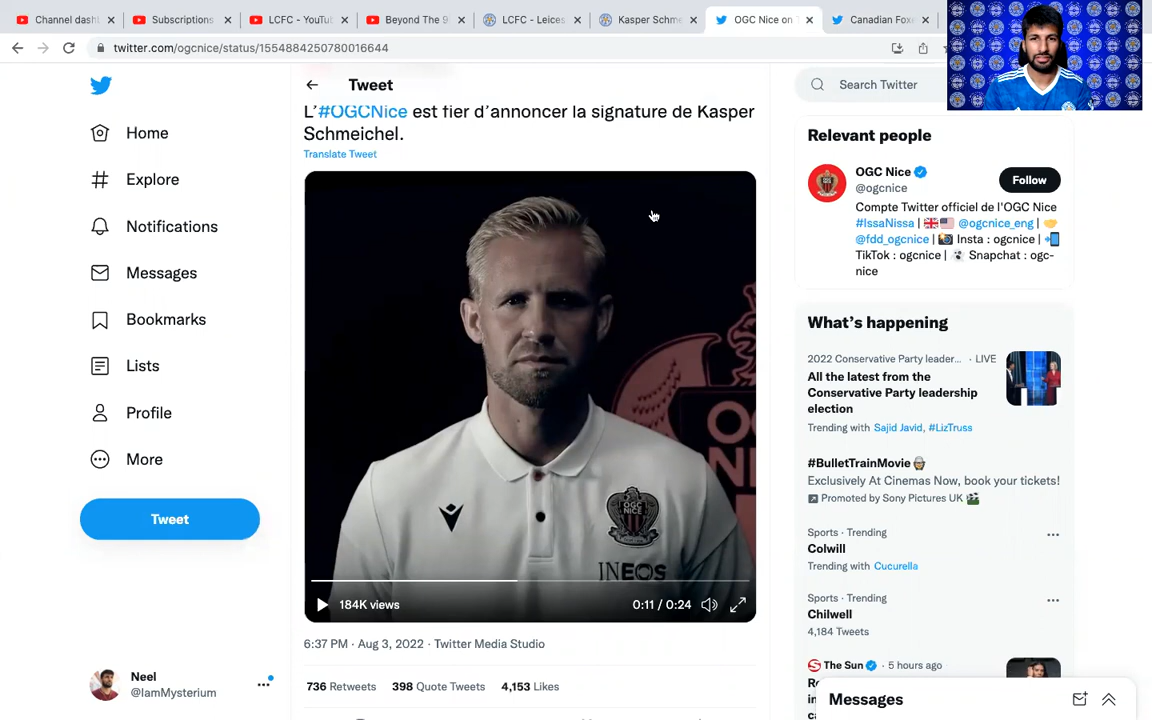 Channel dashb
Subscriptions
LCFC - YouTu
Beyond The 9
LCFC - Leices
Kasper Schme
OGC Nice on T
Canadian Foxe
twitter.com/ogcnice/status/1554884250780016644
Home
Explore
Notifications
Messages
Bookmarks
Lists
Profile
More
Tweet
Neel
@IamMysterium
Tweet
L'#OGCNice est fier d'annoncer la signature de Kasper
Schmeichel.
Translate Tweet
OGC
NICE
INEOS
184K views
0:11 / 0:24
6:37 PM · Aug 3, 2022 · Twitter Media Studio
736 Retweets 398 Quote Tweets 4,153 Likes
Search Twitter
Relevant people
OGC Nice
@ogcnice
Follow
Compte Twitter officiel de l'OGC Nice
#IssaNissa | 🇬🇧🇺🇸 @ogcnice_eng | 🤝
@fdd_ogcnice | 📸 Insta : ogcnice | 📲
TikTok : ogcnice | 👻 Snapchat : ogc-
nice
What's happening
2022 Conservative Party leader... · LIVE
All the latest from the
Conservative Party leadership
election
Trending with Sajid Javid, #LizTruss
#BulletTrainMovie
Exclusively At Cinemas Now, book your tickets!
Promoted by Sony Pictures UK 🎬
Sports · Trending
Colwill
Trending with Cucurella
Sports · Trending
Chilwell
4,184 Tweets
The Sun · 5 hours ago
Messages